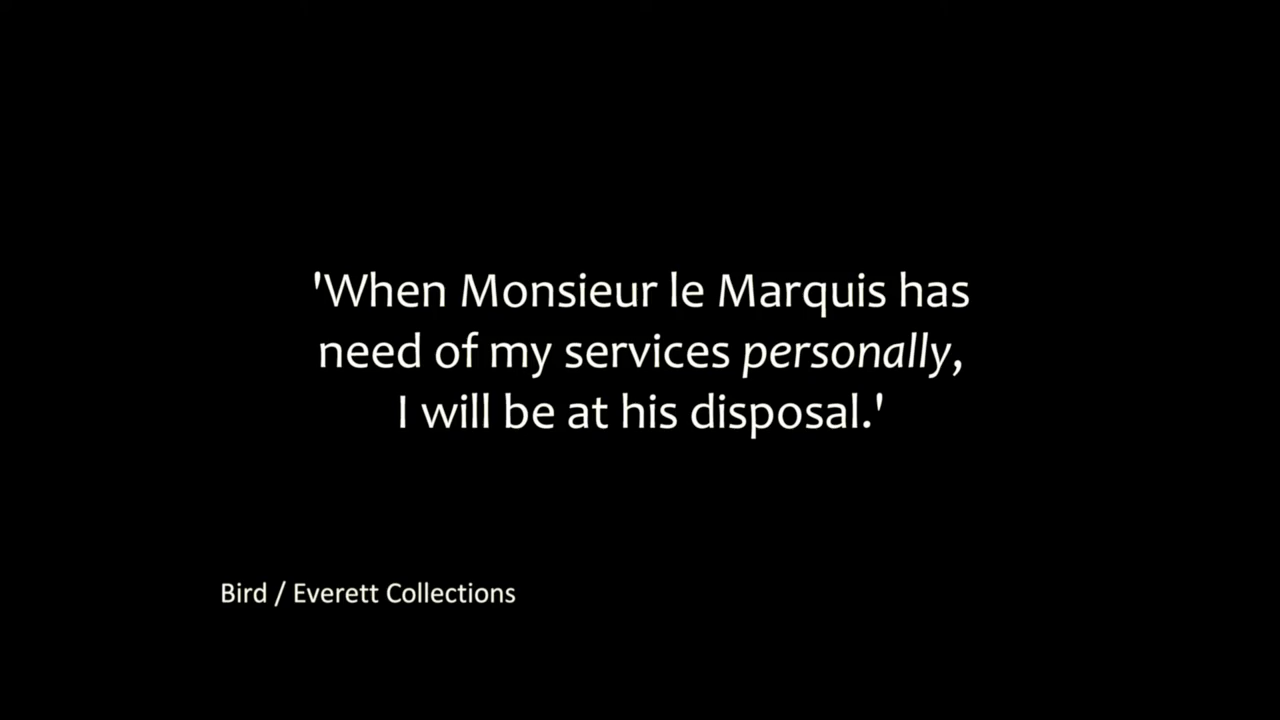 'When Monsieur le Marquis has
need of my services personally,
I will be at his disposal.'
Bird / Everett Collections